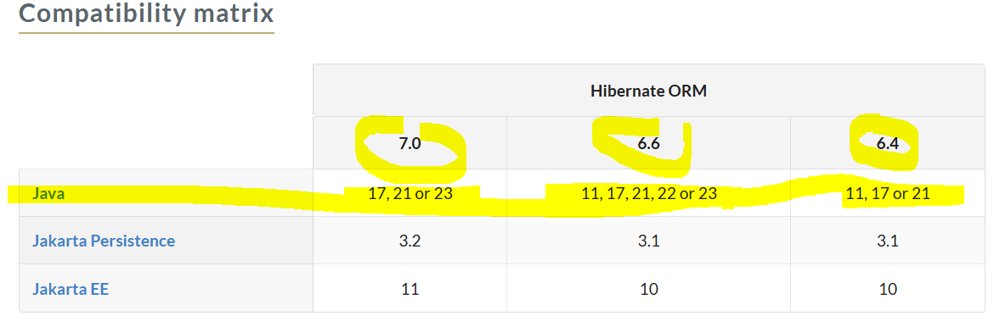 Compatibility matrix
Hibernate ORM
7.0 6.6 6.4
Java 17, 21 or 23 11, 17, 21, 22 or 23 11, 17 or 21
Jakarta Persistence 3.2 3.1 3.1
Jakarta EE 11 10 10